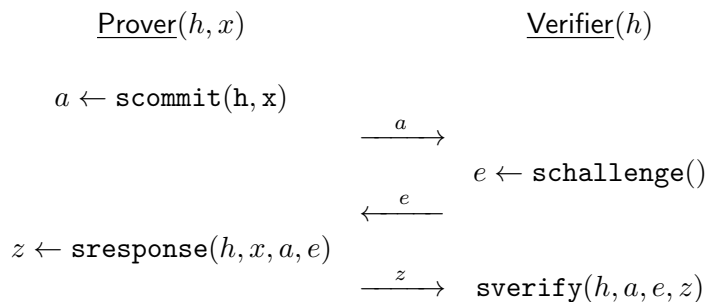 Prover(h, x) Verifier(h)
a ← scommit(h, x)
a
e ← schallenge()
e
z ← sresponse(h, x, a, e)
z sverify(h, a, e, z)